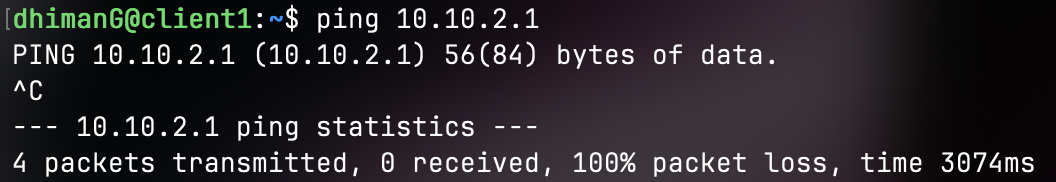 [dhimanG@client1:~$ ping 10.10.2.1
PING 10.10.2.1 (10.10.2.1) 56(84) bytes of data.
^C
--- 10.10.2.1 ping statistics ---
4 packets transmitted, 0 received, 100% packet loss, time 3074ms